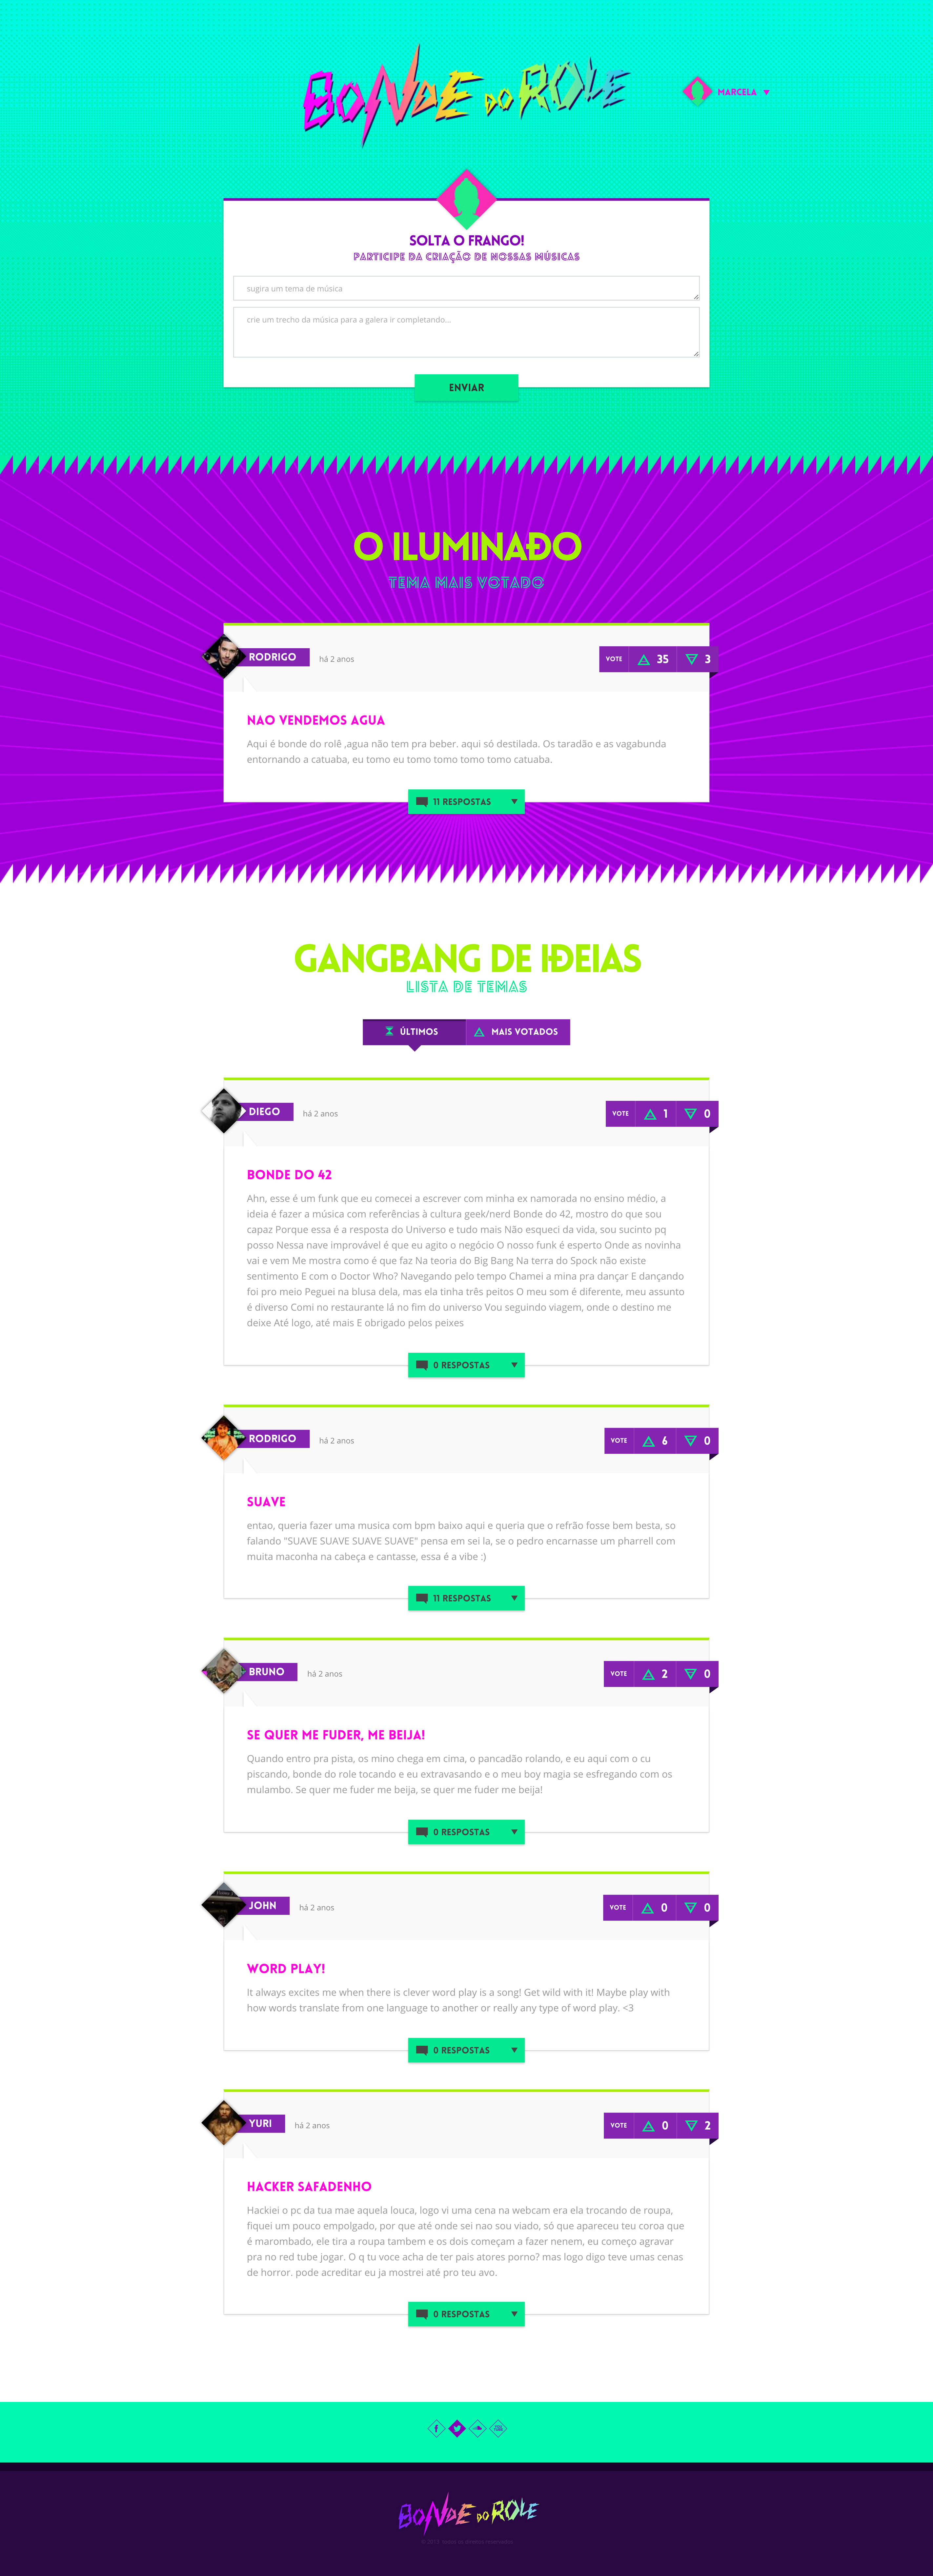 BONDE DO ROLE
MARCELA
SOLTA O FRANGO!
PARTICIPE DA CRIAÇÃO DE NOSSAS MÚSICAS
sugira um tema de música
crie um trecho da música para a galera ir completando...
ENVIAR
O ILUMINADO
TEMA MAIS VOTADO
RODRIGO há 2 anos VOTE 35 3
NAO VENDEMOS AGUA
Aqui é bonde do rolê ,agua não tem pra beber. aqui só destilada. Os taradão e as vagabunda
entornando a catuaba, eu tomo eu tomo tomo tomo tomo catuaba.
11 RESPOSTAS
GANGBANG DE IDEIAS
LISTA DE TEMAS
ÚLTIMOS MAIS VOTADOS
DIEGO há 2 anos VOTE 1 0
BONDE DO 42
Ahn, esse é um funk que eu comecei a escrever com minha ex namorada no ensino médio, a
ideia é fazer a música com referências à cultura geek/nerd Bonde do 42, mostro do que sou
capaz Porque essa é a resposta do Universo e tudo mais Não esqueci da vida, sou sucinto pq
posso Nessa nave improvável é que eu agito o negócio O nosso funk é esperto Onde as novinha
vai e vem Me mostra como é que faz Na teoria do Big Bang Na terra do Spock não existe
sentimento E com o Doctor Who? Navegando pelo tempo Chamei a mina pra dançar E dançando
foi pro meio Peguei na blusa dela, mas ela tinha três peitos O meu som é diferente, meu assunto
é diverso Comi no restaurante lá no fim do universo Vou seguindo viagem, onde o destino me
deixe Até logo, até mais E obrigado pelos peixes
0 RESPOSTAS
RODRIGO há 2 anos VOTE 6 0
SUAVE
entao, queria fazer uma musica com bpm baixo aqui e queria que o refrão fosse bem besta, so
falando "SUAVE SUAVE SUAVE SUAVE" pensa em sei la, se o pedro encarnasse um pharrell com
muita maconha na cabeça e cantasse, essa é a vibe :)
11 RESPOSTAS
BRUNO há 2 anos VOTE 2 0
SE QUER ME FUDER, ME BEIJA!
Quando entro pra pista, os mino chega em cima, o pancadão rolando, e eu aqui com o cu
piscando, bonde do role tocando e eu extravasando e o meu boy magia se esfregando com os
mulambo. Se quer me fuder me beija, se quer me fuder me beija!
0 RESPOSTAS
JOHN há 2 anos VOTE 0 0
WORD PLAY!
It always excites me when there is clever word play is a song! Get wild with it! Maybe play with
how words translate from one language to another or really any type of word play. <3
0 RESPOSTAS
YURI há 2 anos VOTE 0 2
HACKER SAFADENHO
Hackiei o pc da tua mae aquela louca, logo vi uma cena na webcam era ela trocando de roupa,
fiquei um pouco empolgado, por que até onde sei nao sou viado, só que apareceu teu coroa que
é marombado, ele tira a roupa tambem e os dois começam a fazer nenem, eu começo agravar
pra no red tube jogar. O q tu voce acha de ter pais atores porno? mas logo digo teve umas cenas
de horror. pode acreditar eu ja mostrei até pro teu avo.
0 RESPOSTAS
BONDE DO ROLE